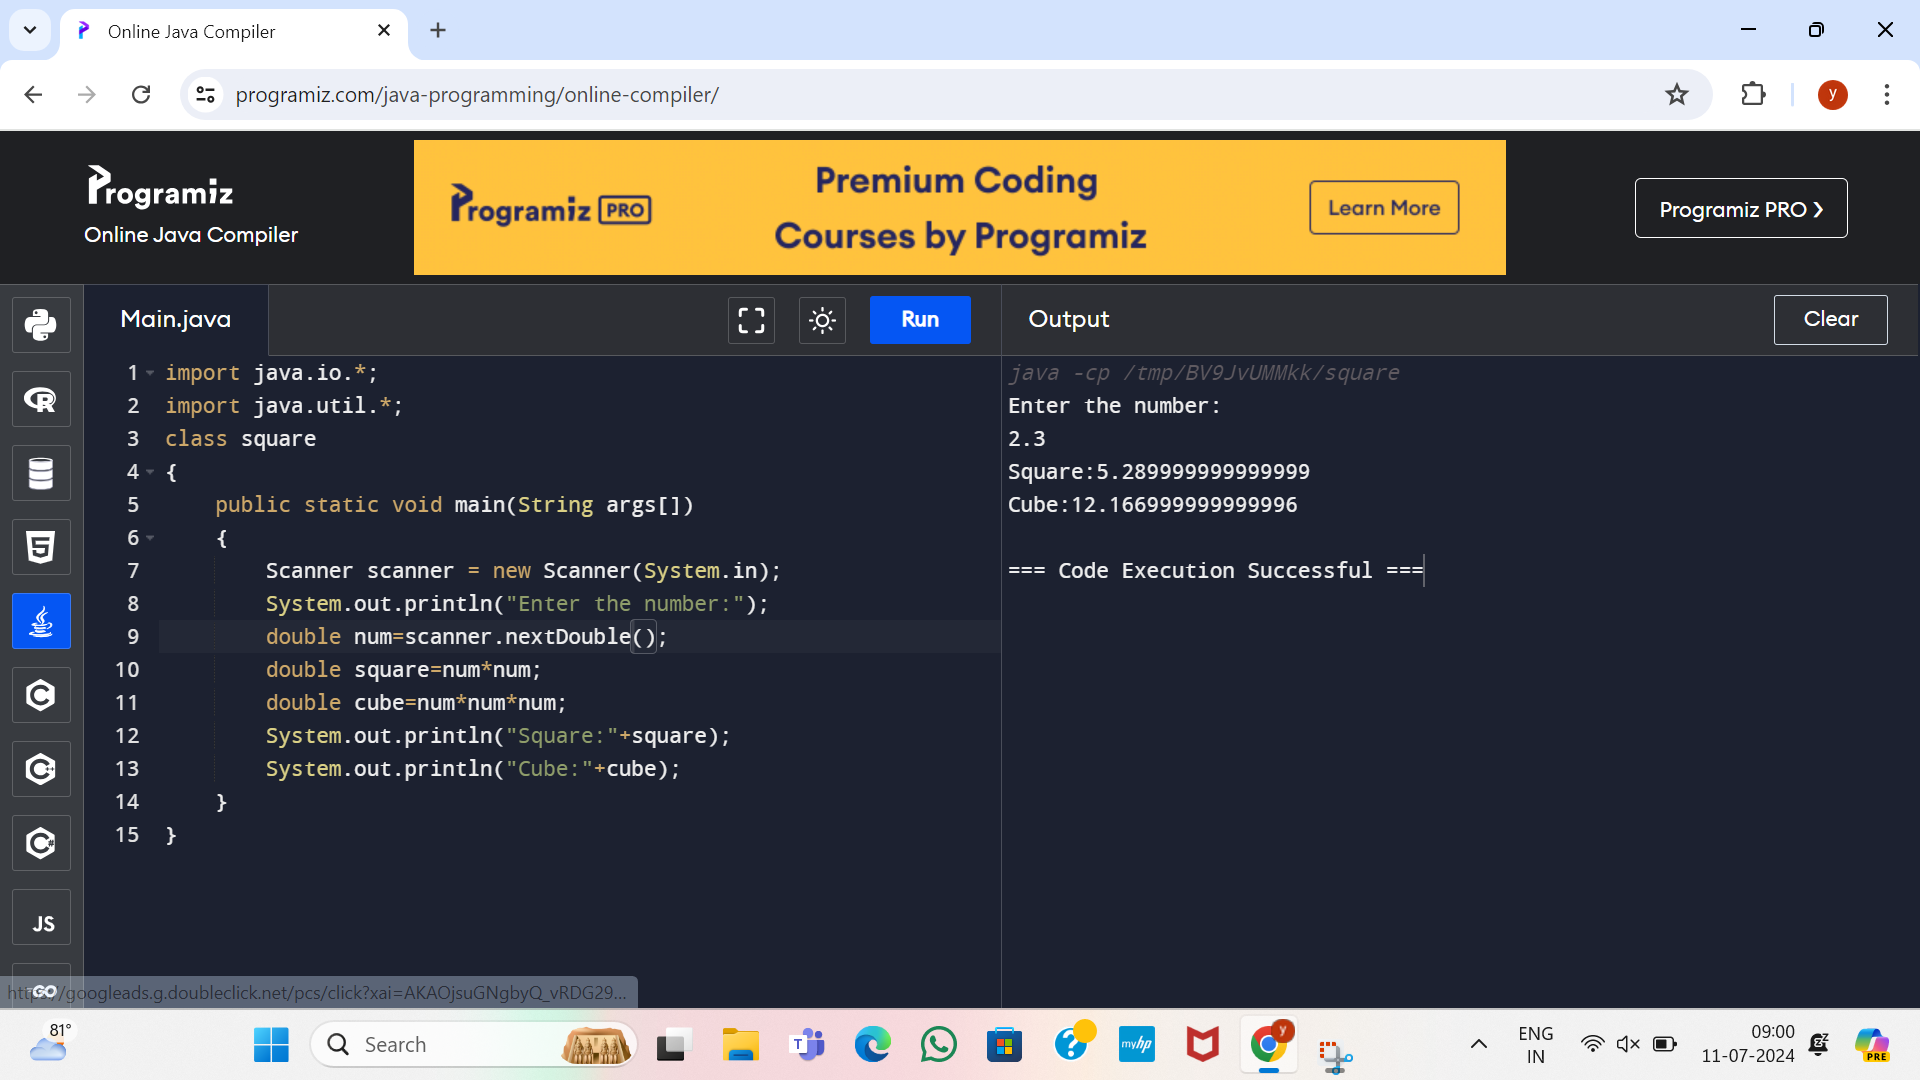 Online Java Compiler
programiz.com/java-programming/online-compiler/
y
Programiz
Online Java Compiler
Programiz PRO
Premium Coding
Courses by Programiz
Learn More
Programiz PRO ❯
Main.java
Run
Output
Clear
1 import java.io.*;
2 import java.util.*;
3 class square
4 {
5     public static void main(String args[])
6     {
7         Scanner scanner = new Scanner(System.in);
8         System.out.println("Enter the number:");
9         double num=scanner.nextDouble();
10         double square=num*num;
11         double cube=num*num*num;
12         System.out.println("Square:"+square);
13         System.out.println("Cube:"+cube);
14     }
15 }
java -cp /tmp/BV9JvUMMkk/square
Enter the number:
2.3
Square:5.289999999999999
Cube:12.166999999999996
=== Code Execution Successful ===
JS
GO
https://googleads.g.doubleclick.net/pcs/click?xai=AKAOjsuGNgbyQ_vRDG29...
81°
Search
T
myhp
y
ENG
IN
09:00
11-07-2024
PRE